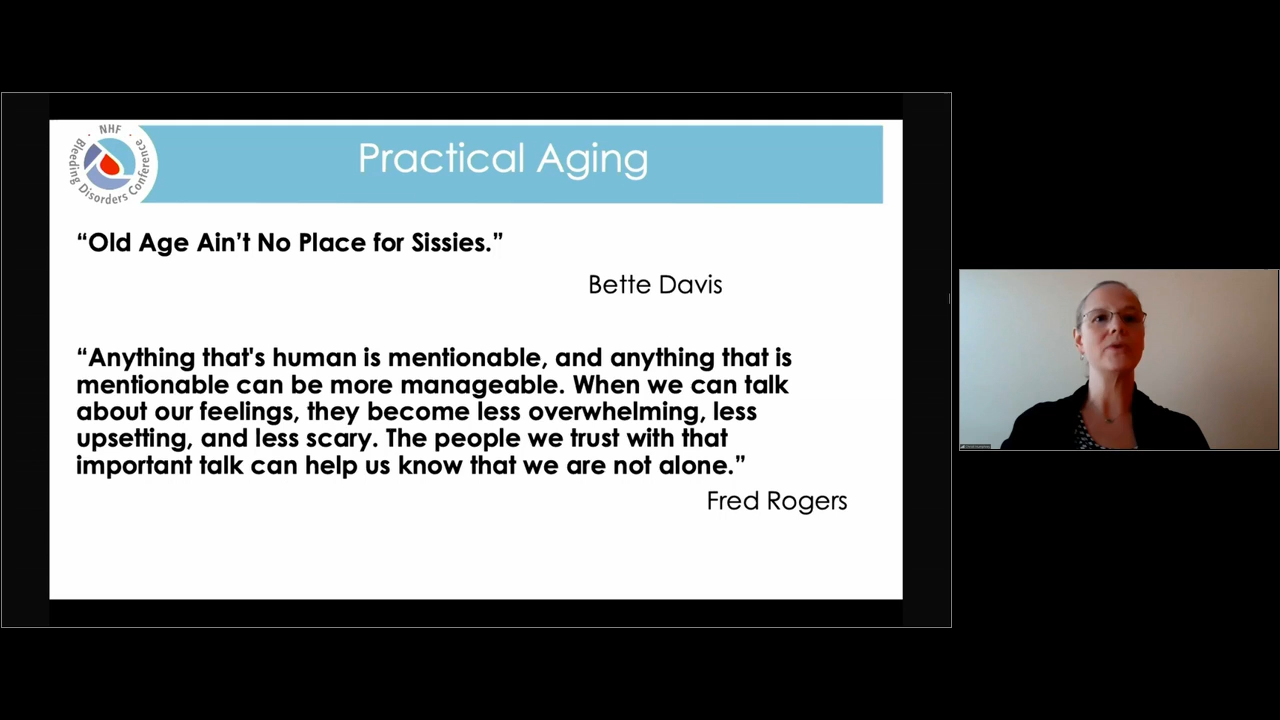 NHF
Bleeding Disorders Conference
Practical Aging
“Old Age Ain’t No Place for Sissies.”
Bette Davis
“Anything that's human is mentionable, and anything that is
mentionable can be more manageable. When we can talk
about our feelings, they become less overwhelming, less
upsetting, and less scary. The people we trust with that
important talk can help us know that we are not alone.”
Fred Rogers